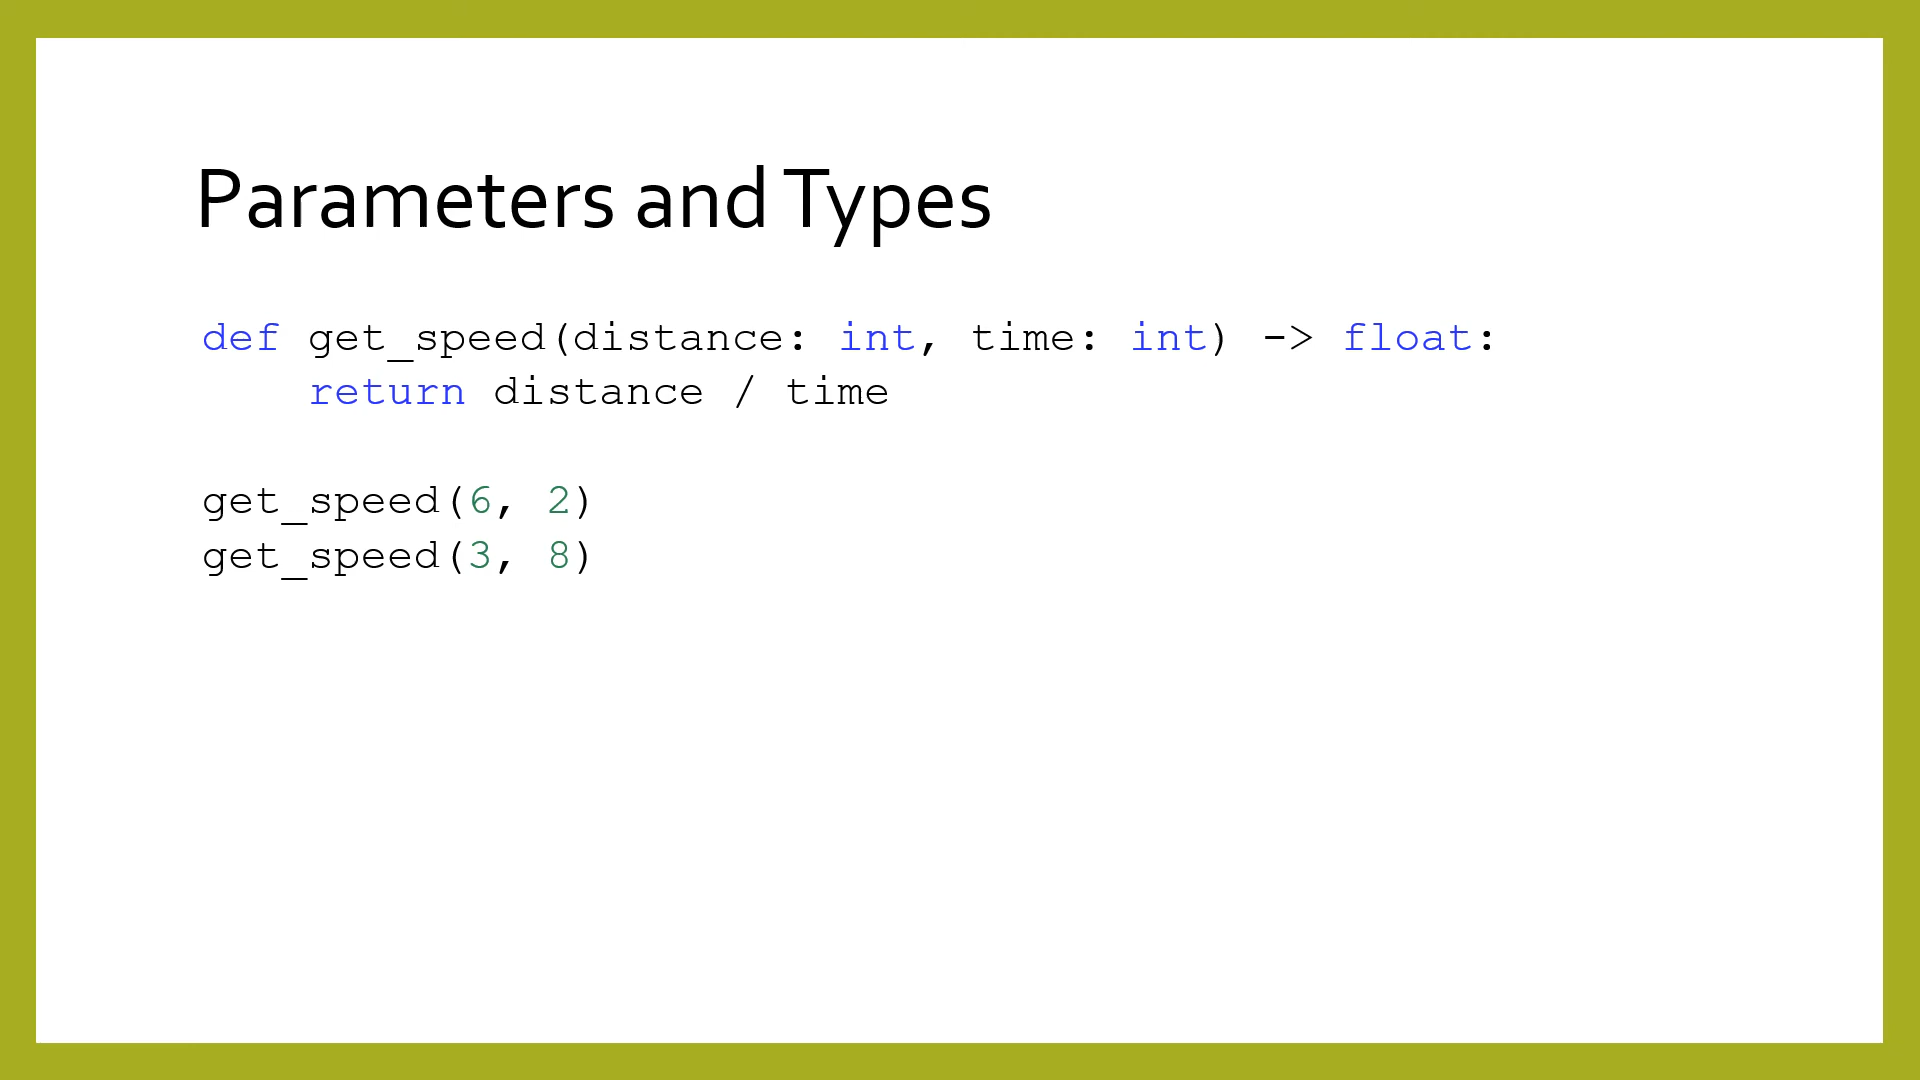 Parameters and Types
def get_speed(distance: int, time: int) -> float:
    return distance / time
get_speed(6, 2)
get_speed(3, 8)